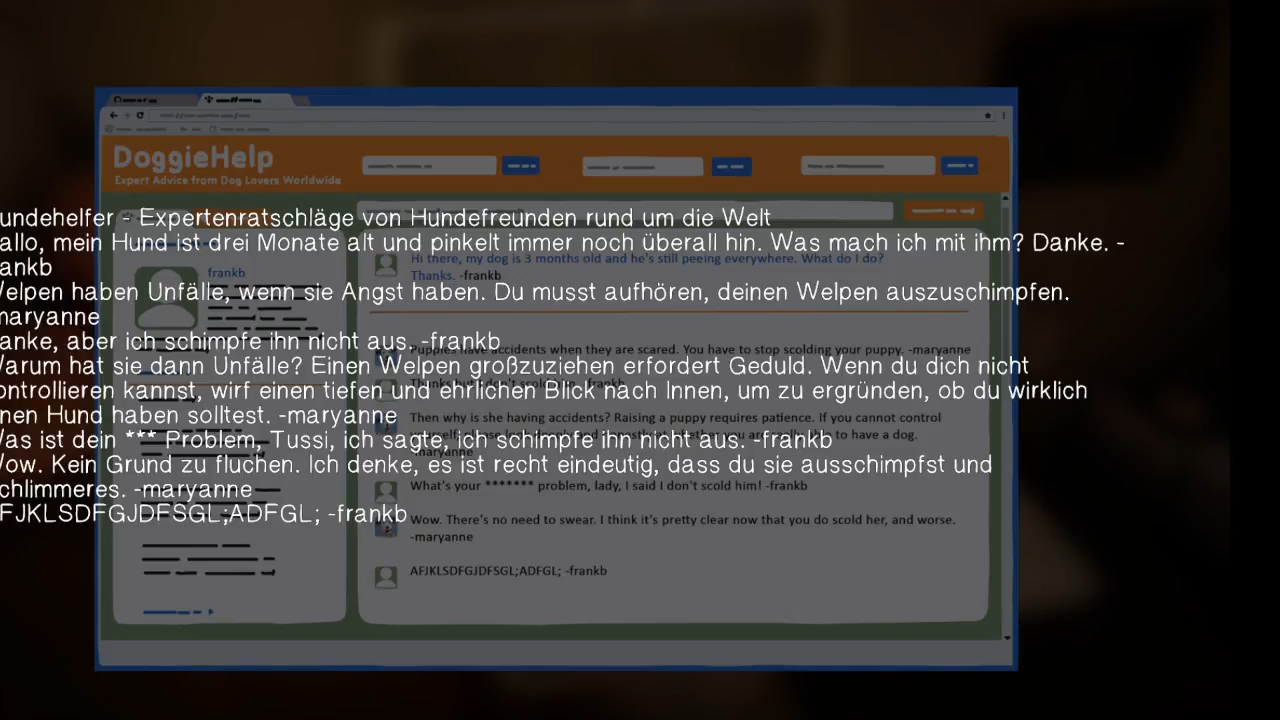 DoggieHelp
Expert Advice from Dog Lovers Worldwide
undehelfer - Expertenratschläge von Hundefreunden rund um die Welt
allo, mein Hund ist drei Monate alt und pinkelt immer noch überall hin. Was mach ich mit ihm? Danke. -
ankb
Welpen haben Unfälle, wenn sie Angst haben. Du musst aufhören, deinen Welpen auszuschimpfen.
maryanne
anke, aber ich schimpfe ihn nicht aus. -frankb
Warum hat sie dann Unfälle? Einen Welpen großzuziehen erfordert Geduld. Wenn du dich nicht
ontrollieren kannst, wirf einen tiefen und ehrlichen Blick nach Innen, um zu ergründen, ob du wirklich
inen Hund haben solltest. -maryanne
Was ist dein *** Problem, Tussi, ich sagte, ich schimpfe ihn nicht aus. -frankb
Wow. Kein Grund zu fluchen. Ich denke, es ist recht eindeutig, dass du sie ausschimpfst und
chlimmeres. -maryanne
FJKLSDFGJDFSGL;ADFGL; -frankb
frankb
Hi there, my dog is 3 months old and he's still peeing everywhere. What do I do?
Thanks. -frankb
Puppies have accidents when they are scared. You have to stop scolding your puppy. -maryanne
Then why is she having accidents? Raising a puppy requires patience. If you cannot control
to have a dog.
-maryanne
What's your ******* problem, lady, I said I don't scold him! -frankb
Wow. There's no need to swear. I think it's pretty clear now that you do scold her, and worse.
-maryanne
AFJKLSDFGJDFSGL;ADFGL; -frankb